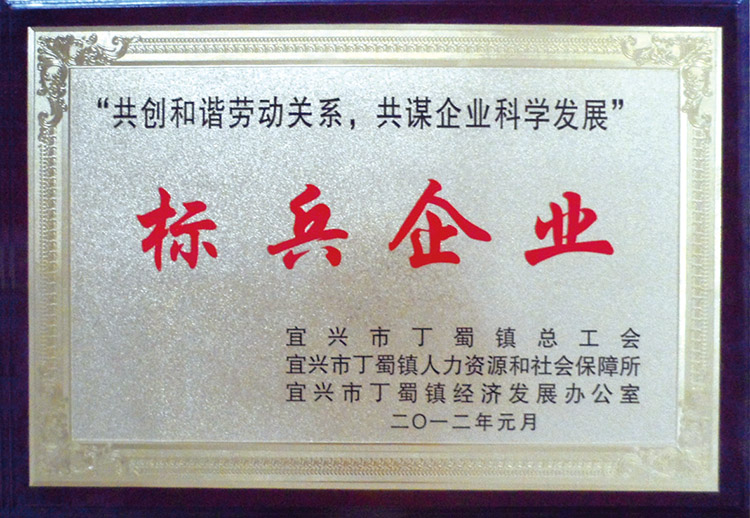 “共创和谐劳动关系，共谋企业科学发展”
标兵企业
宜兴市丁蜀镇总工会
宜兴市丁蜀镇人力资源和社会保障所
宜兴市丁蜀镇经济发展办公室
二〇一二年元月